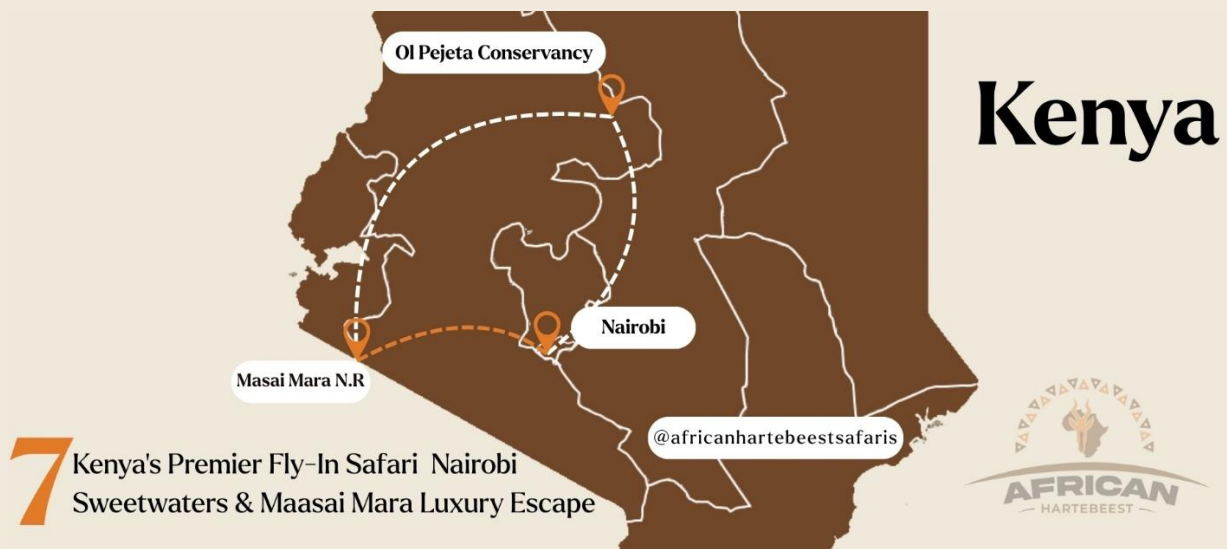 Ol Pejeta Conservancy
Kenya
Nairobi
Masai Mara N.R
@africanhartebeestsafaris
7
Kenya's Premier Fly-In Safari Nairobi
Sweetwaters & Maasai Mara Luxury Escape
AFRICAN
HARTEBEEST